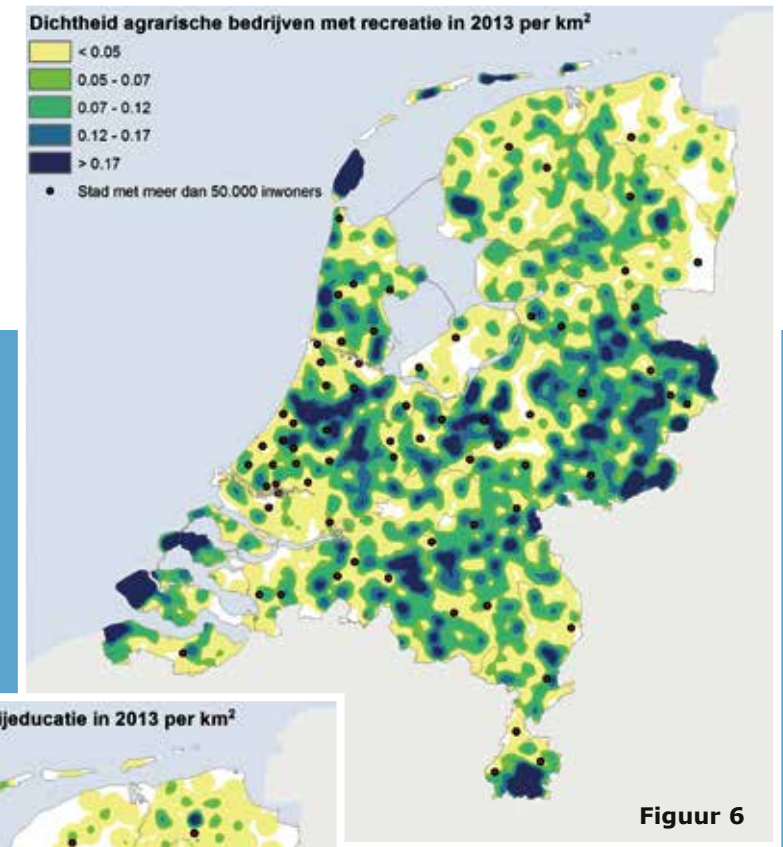 Dichtheid agrarische bedrijven met recreatie in 2013 per km²
< 0.05
0.05 - 0.07
0.07 - 0.12
0.12 - 0.17
> 0.17
Stad met meer dan 50.000 inwoners
ijeducatie in 2013 per km²
Figuur 6